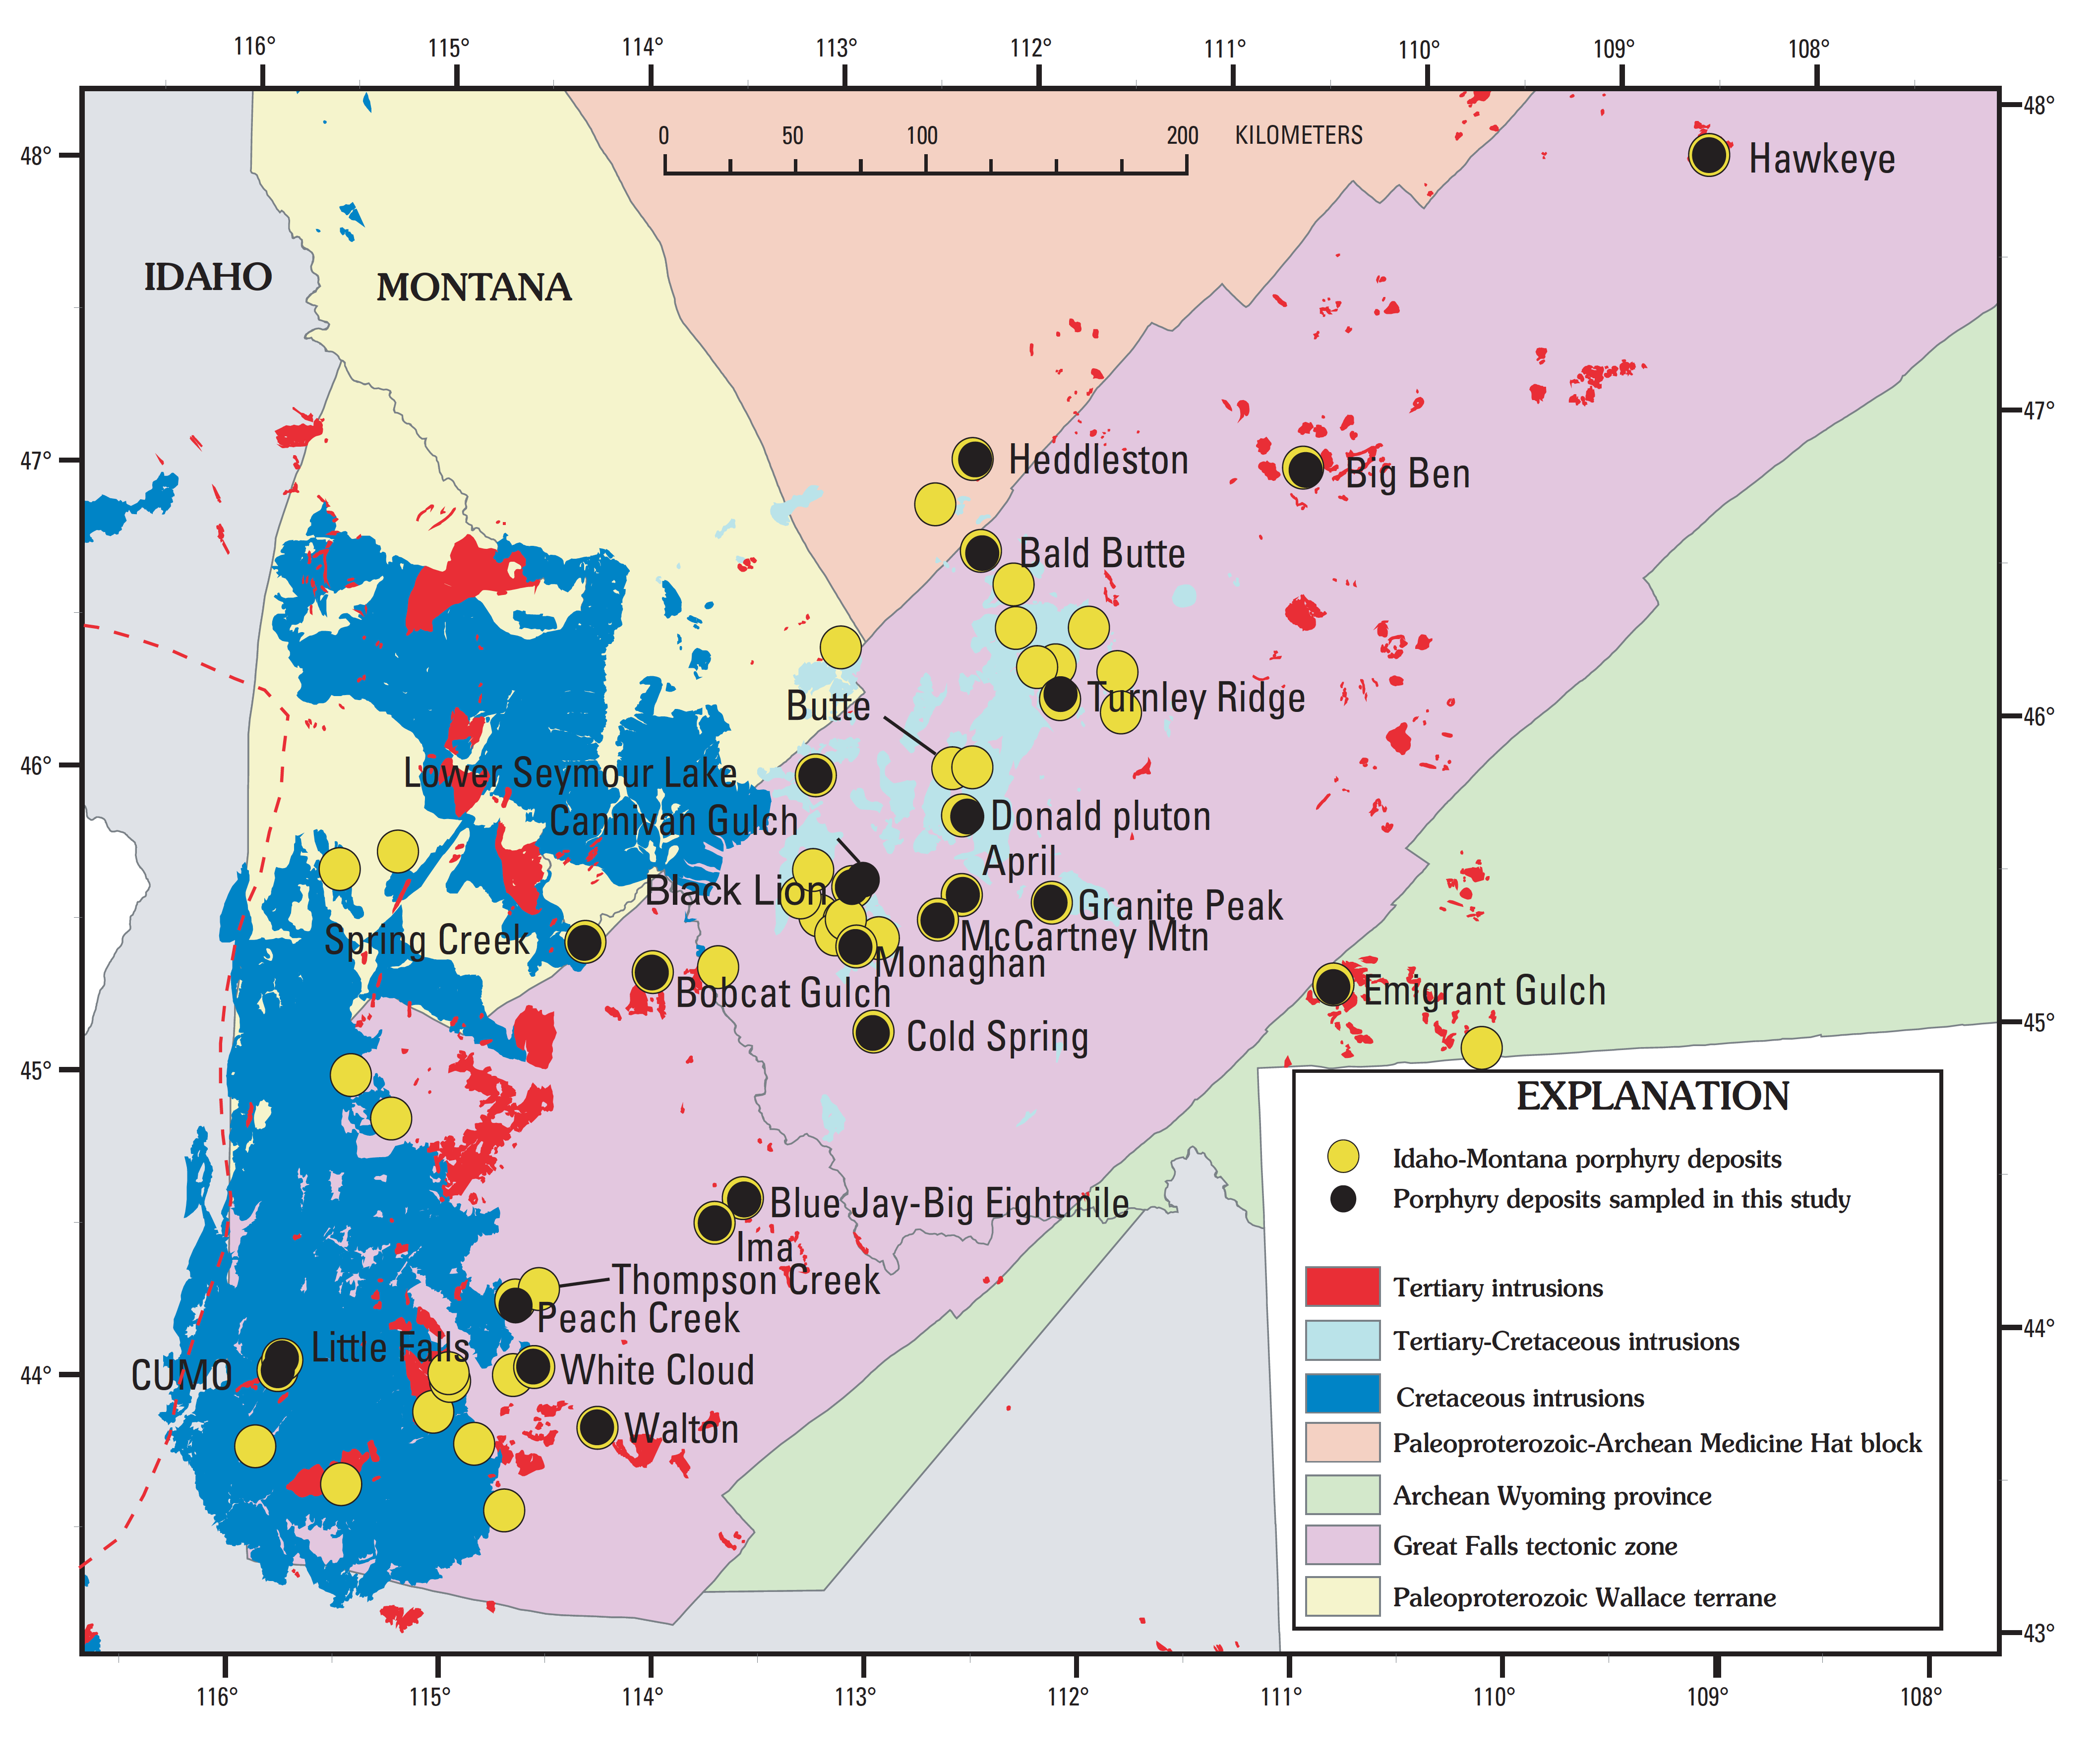 116°
115°
114°
113°
112°
111°
110°
109°
108°
48°
48°
0
50
100
200
KILOMETERS
Hawkeye
IDAHO
MONTANA
47°
47°
Heddleston
Big Ben
Bald Butte
Turnley Ridge
Butte
46°
46°
Lower Seymour Lake
Cannivan Gulch
Donald pluton
April
Black Lion
Granite Peak
McCartney Mtn
Spring Creek
Monaghan
Bobcat Gulch
Emigrant Gulch
Cold Spring
45°
45°
Blue Jay-Big Eightmile
Ima
Thompson Creek
Peach Creek
Little Falls
CUMO
White Cloud
Walton
44°
44°
43°
EXPLANATION
Idaho-Montana porphyry deposits
Porphyry deposits sampled in this study
Tertiary intrusions
Tertiary-Cretaceous intrusions
Cretaceous intrusions
Paleoproterozoic-Archean Medicine Hat block
Archean Wyoming province
Great Falls tectonic zone
Paleoproterozoic Wallace terrane
116°
115°
114°
113°
112°
111°
110°
109°
108°